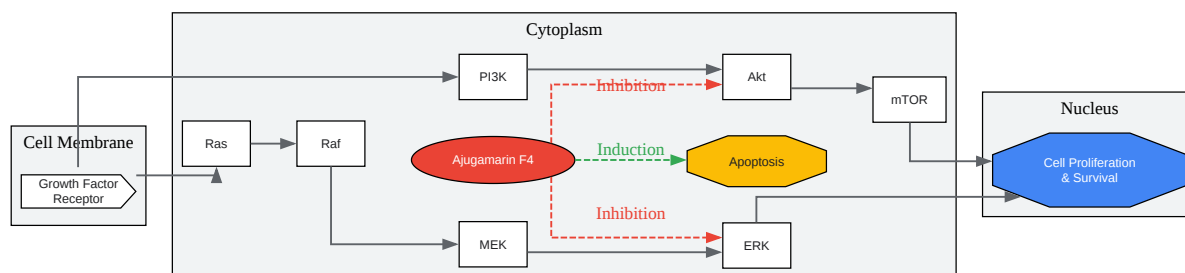 Cytoplasm
PI3K
Akt
Inhibition
mTOR
Nucleus
Cell Membrane
Ras
Raf
Ajugamarin F4
Induction
Apoptosis
Cell Proliferation
& Survival
Growth Factor
Receptor
Inhibition
MEK
ERK